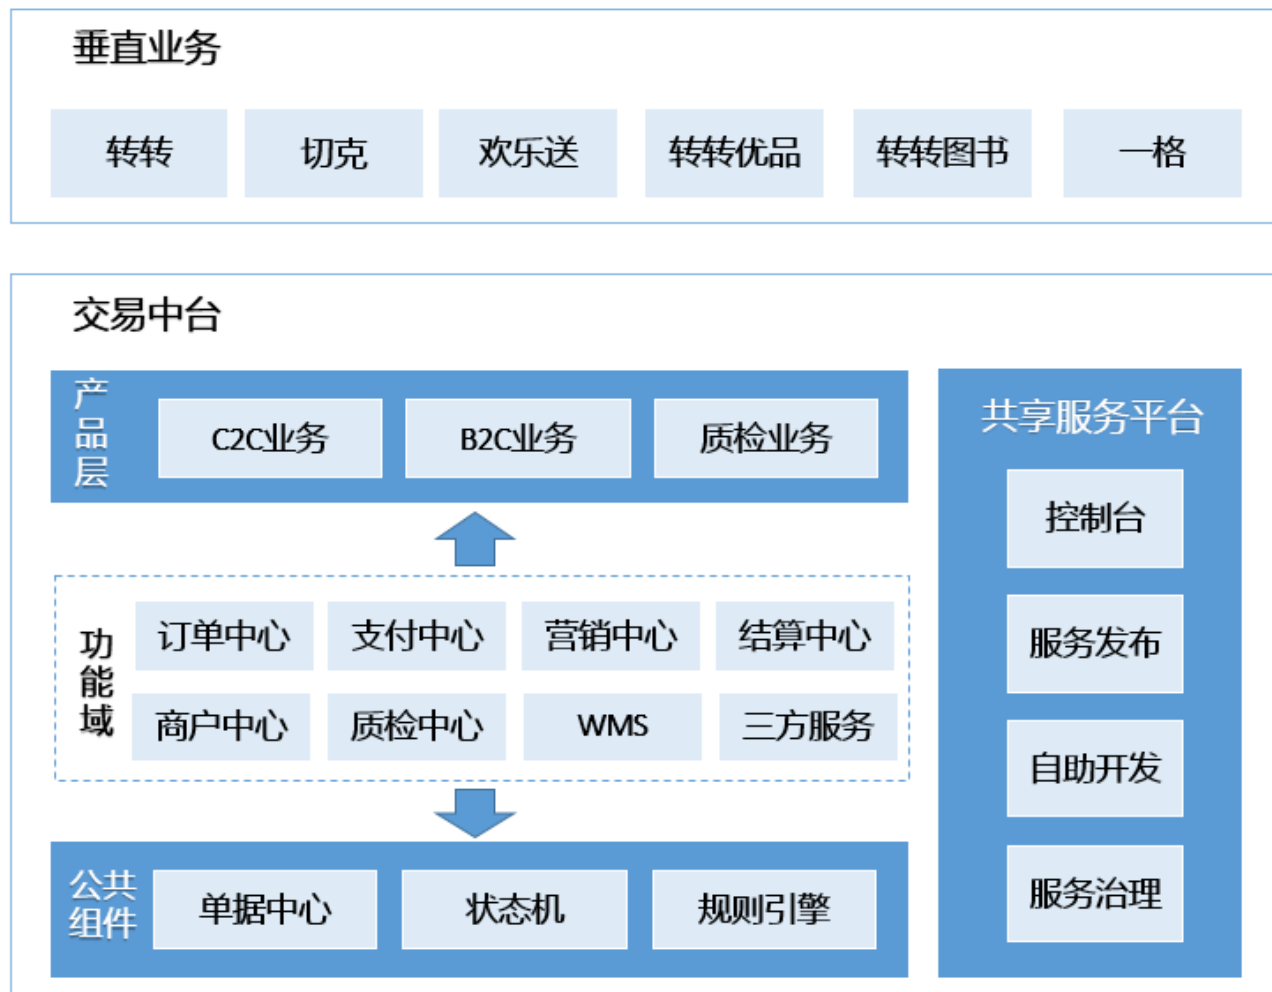 垂直业务
转转 切克 欢乐送 转转优品 转转图书 一格
交易中台
产品层
C2C业务 B2C业务 质检业务
功能域
订单中心 支付中心 营销中心 结算中心
商户中心 质检中心 WMS 三方服务
公共
组件
单据中心 状态机 规则引擎
共享服务平台
控制台
服务发布
自助开发
服务治理